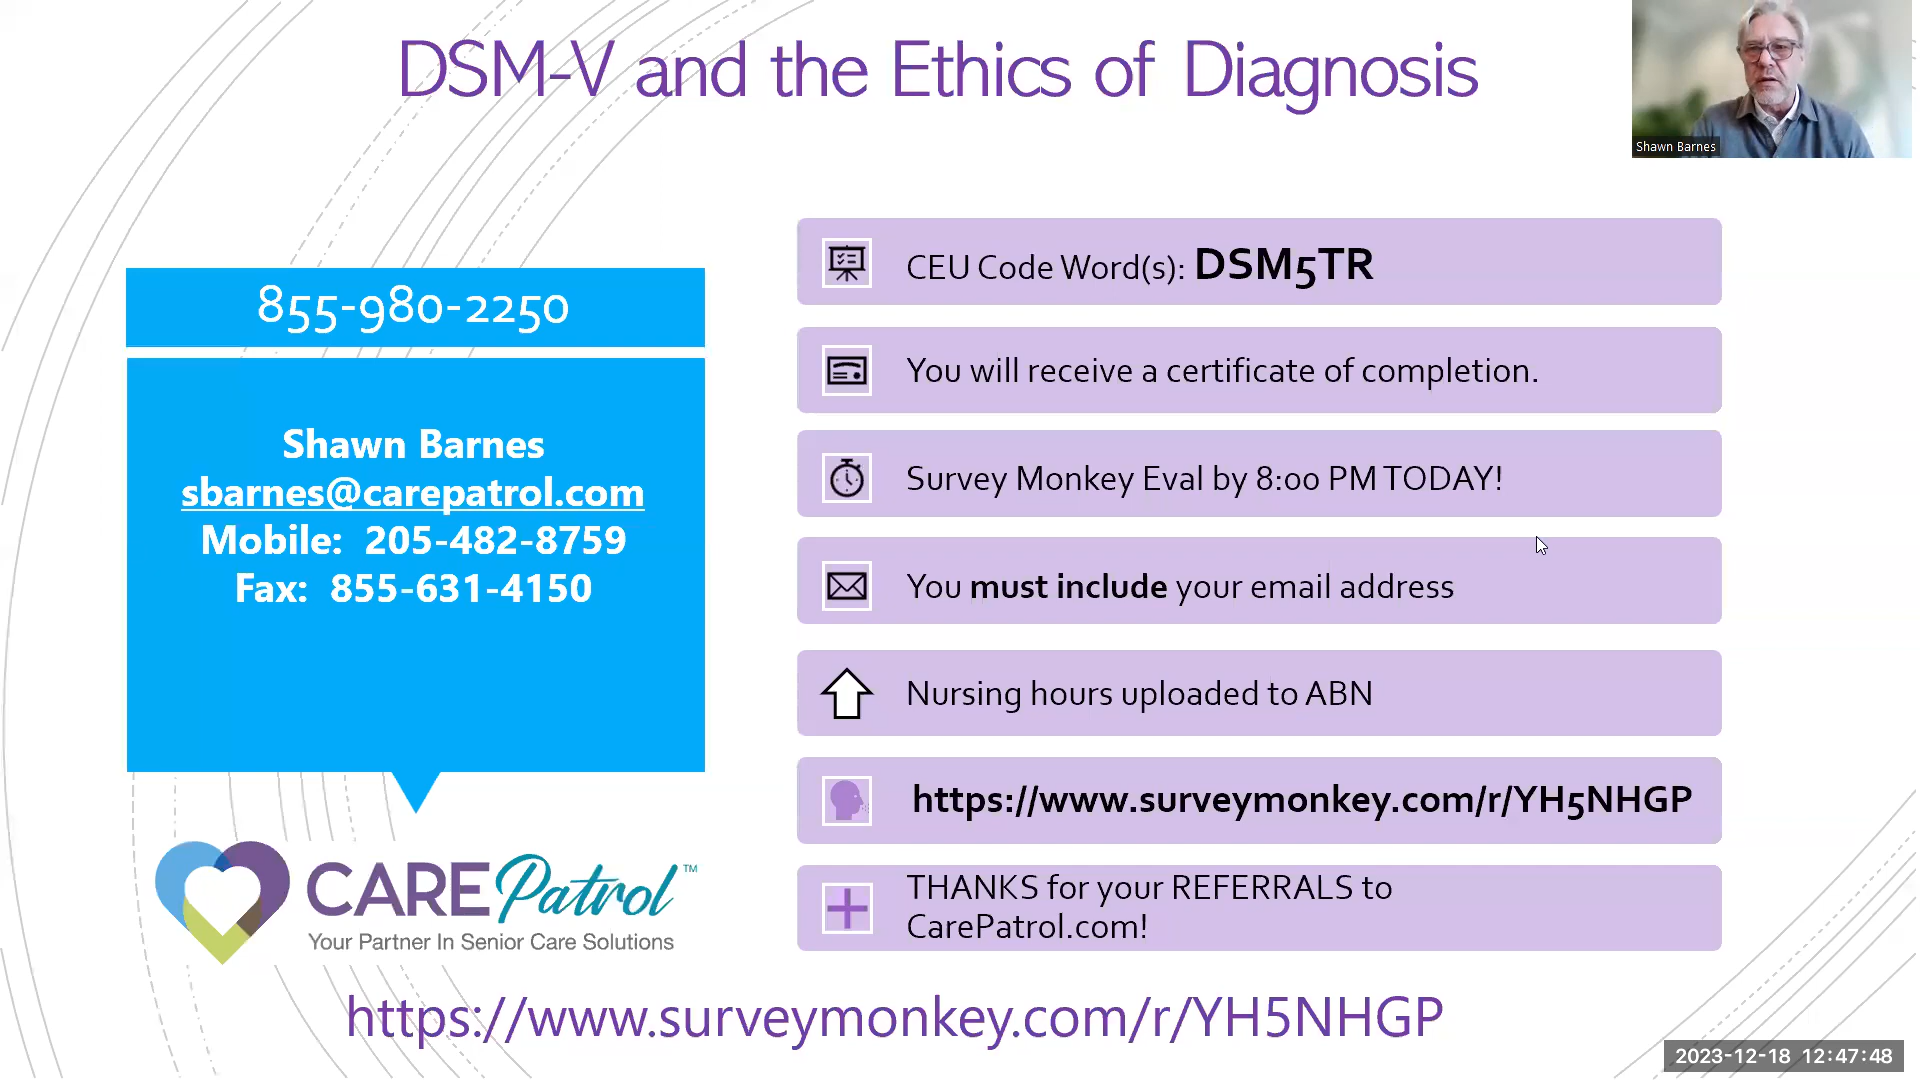 DSM-V and the Ethics of Diagnosis
Shawn Barnes
855-980-2250
Shawn Barnes
sbarnes@carepatrol.com
Mobile: 205-482-8759
Fax: 855-631-4150
CAREPatrol™
Your Partner In Senior Care Solutions
CEU Code Word(s): DSM5TR
You will receive a certificate of completion.
Survey Monkey Eval by 8:00 PM TODAY!
You must include your email address
Nursing hours uploaded to ABN
https://www.surveymonkey.com/r/YH5NHGP
THANKS for your REFERRALS to
CarePatrol.com!
https://www.surveymonkey.com/r/YH5NHGP
2023-12-18 12:47:48